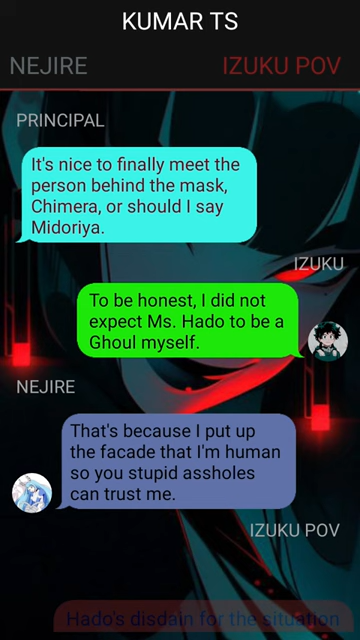 KUMAR TS
NEJIRE
IZUKU POV
PRINCIPAL
It's nice to finally meet the
person behind the mask,
Chimera, or should I say
Midoriya.
IZUKU
To be honest, I did not
expect Ms. Hado to be a
Ghoul myself.
NEJIRE
That's because I put up
the facade that I'm human
so you stupid assholes
can trust me.
IZUKU POV
Hado's disdain for the situation